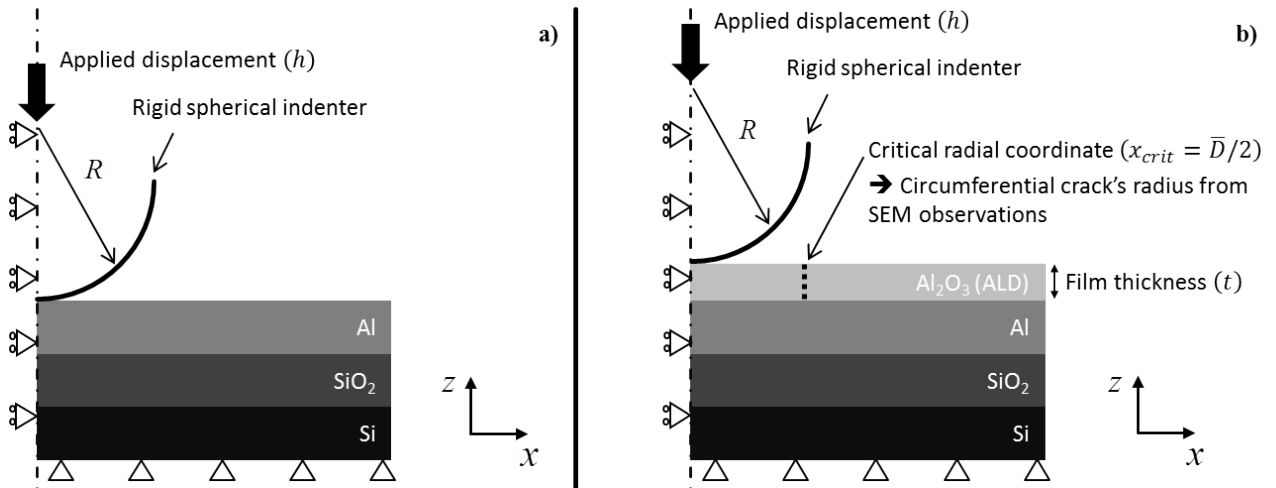 a)
Applied displacement (h)
Rigid spherical indenter
R
Al
SiO₂
Si
z
x
b)
Applied displacement (h)
Rigid spherical indenter
R
Critical radial coordinate (x_crit = D̅/2)
➔ Circumferential crack's radius from
SEM observations
Al₂O₃ (ALD)
Film thickness (t)
Al
SiO₂
Si
z
x